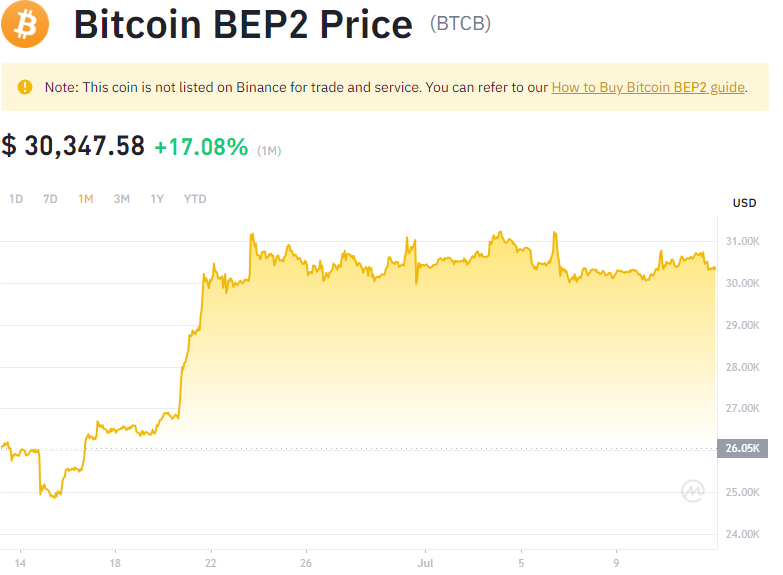 Bitcoin BEP2 Price (BTCB)
Note: This coin is not listed on Binance for trade and service. You can refer to our How to Buy Bitcoin BEP2 guide.
$ 30,347.58 +17.08% (1M)
1D 7D 1M 3M 1Y YTD
USD
31.00K
30.00K
29.00K
28.00K
27.00K
26.05K
25.00K
24.00K
14 18 22 26 Jul 5 9